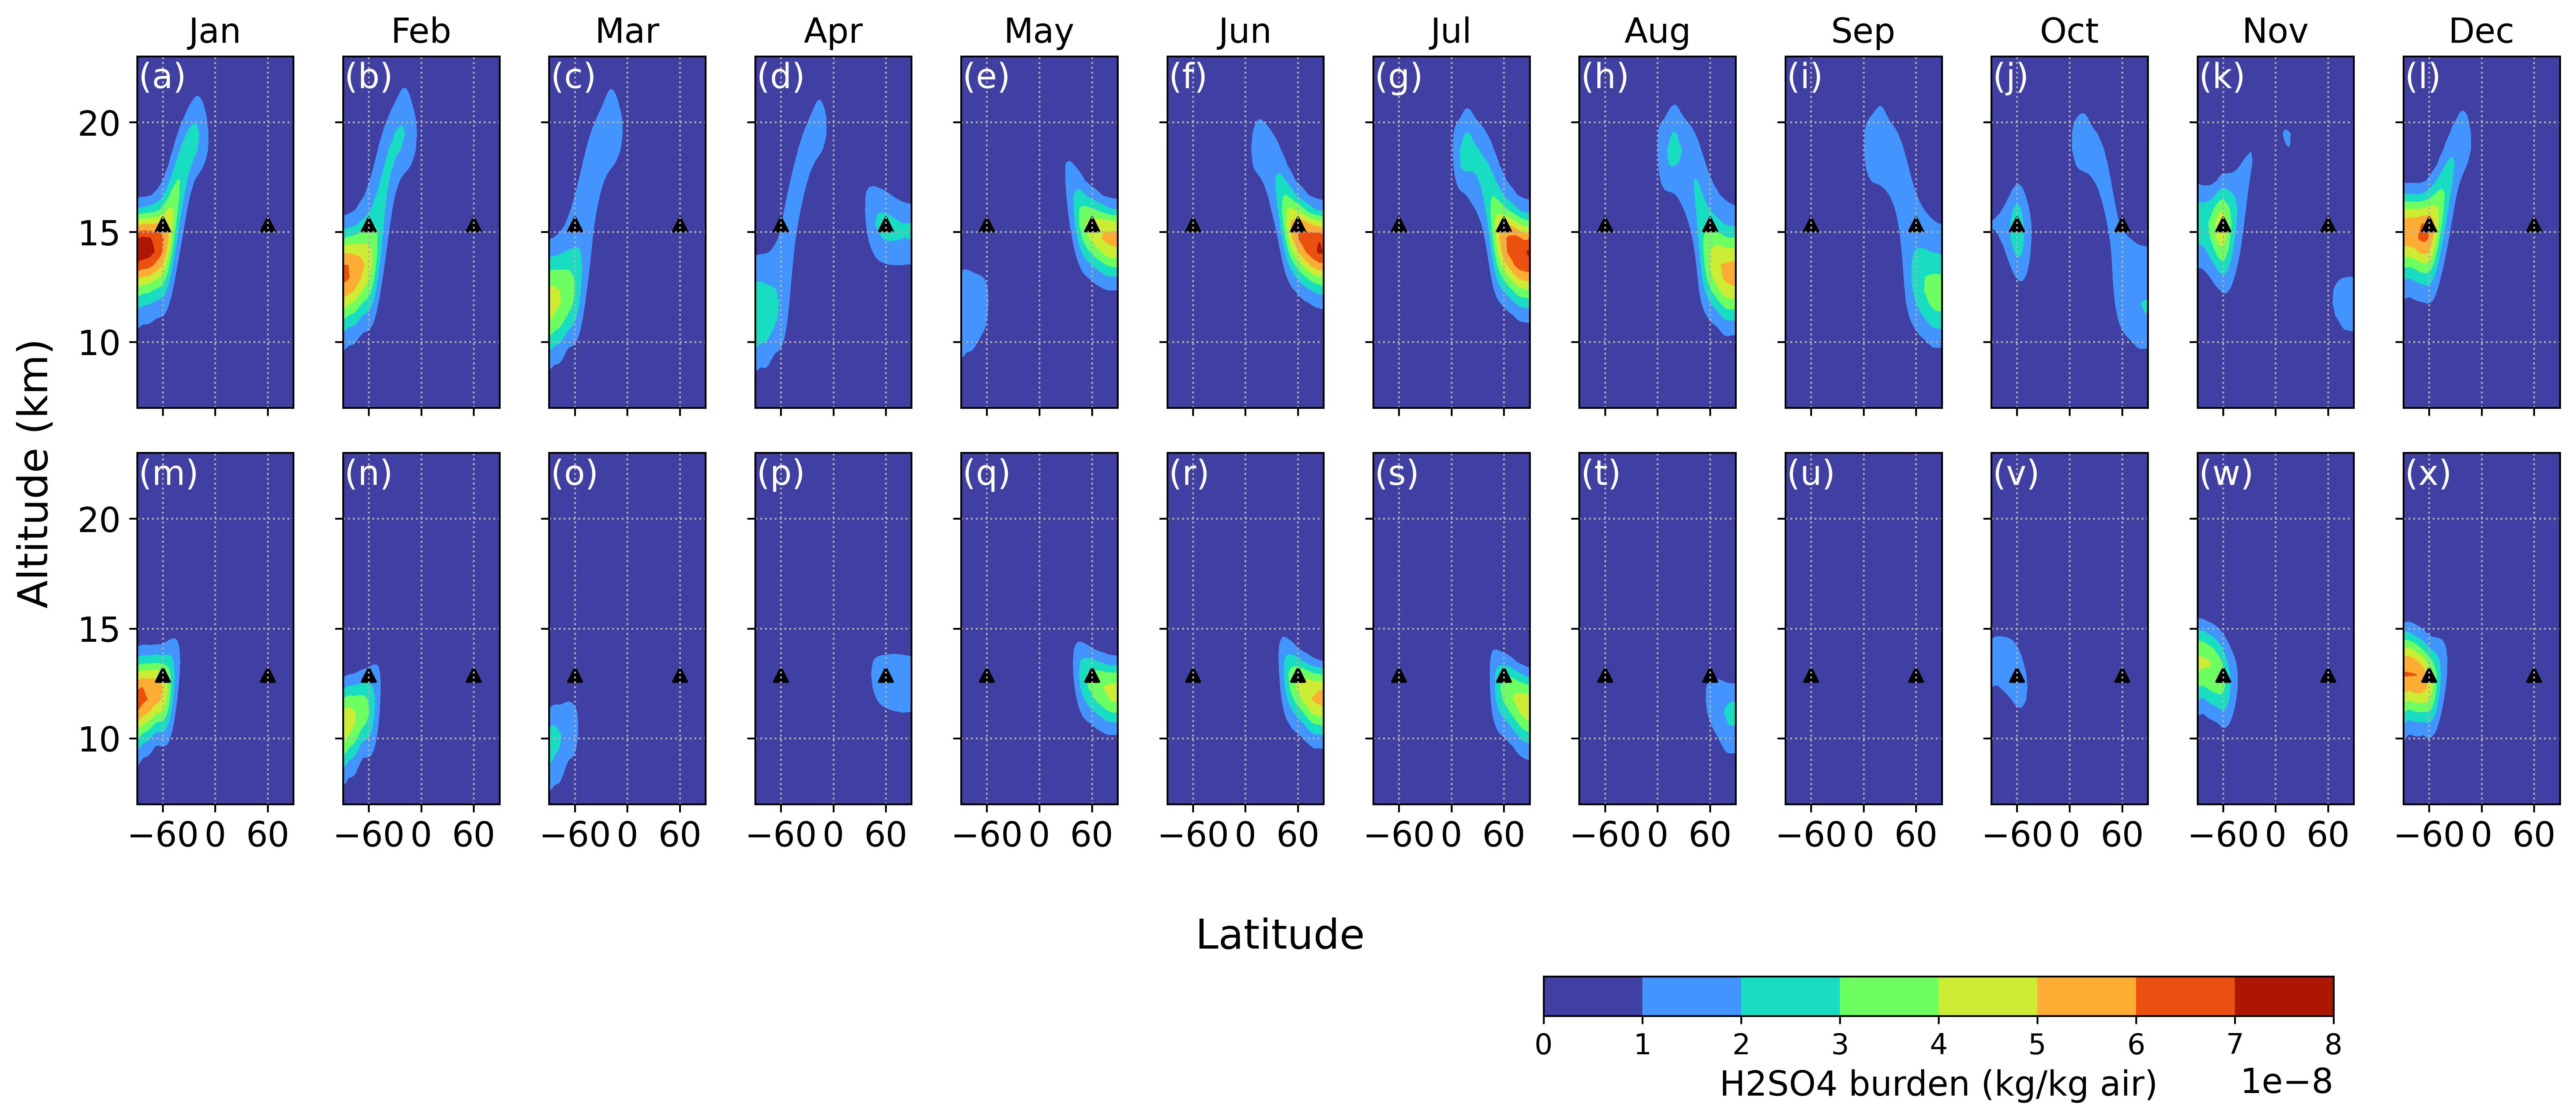 Jan Feb Mar Apr May Jun Jul Aug Sep Oct Nov Dec
(a) (b) (c) (d) (e) (f) (g) (h) (i) (j) (k) (l)
20
15
10
Altitude (km)
(m) (n) (o) (p) (q) (r) (s) (t) (u) (v) (w) (x)
20
15
10
−60 0 60 −60 0 60 −60 0 60 −60 0 60 −60 0 60 −60 0 60 −60 0 60 −60 0 60 −60 0 60 −60 0 60 −60 0 60 −60 0 60
Latitude
0 1 2 3 4 5 6 7 8
H2SO4 burden (kg/kg air) 1e−8